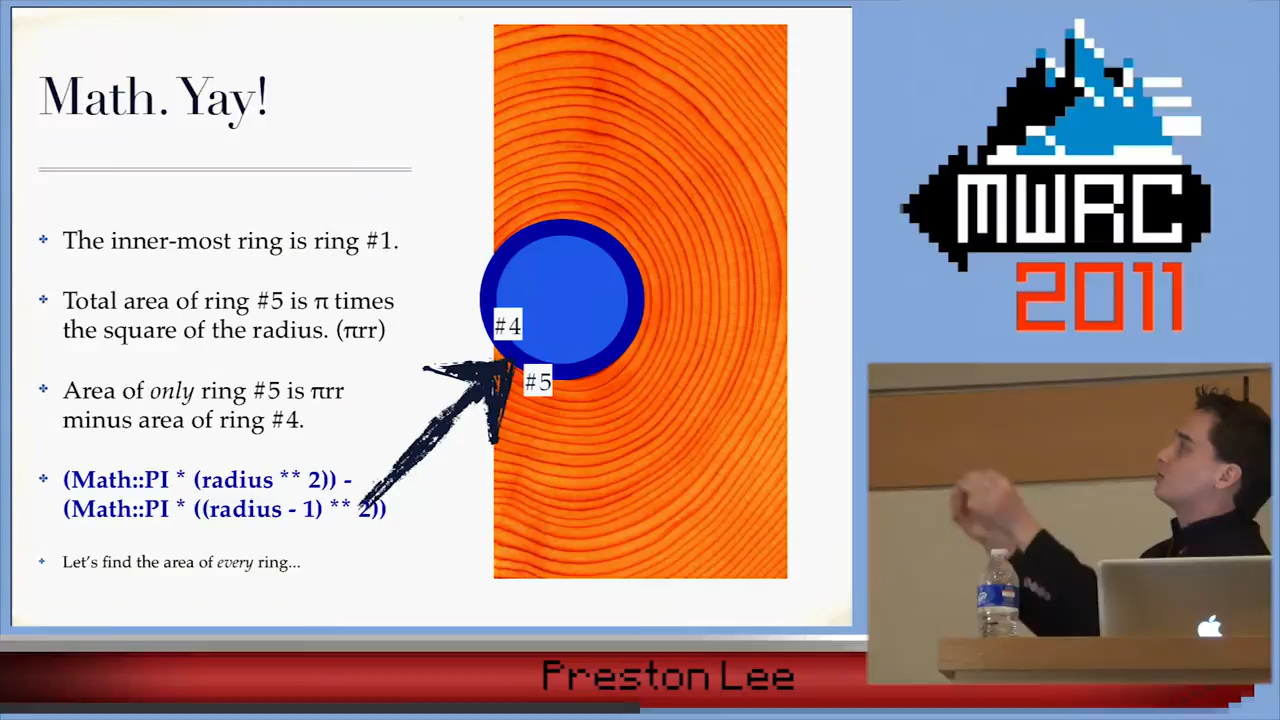 Math. Yay!
The inner-most ring is ring #1.
Total area of ring #5 is π times
the square of the radius. (πrr)
Area of only ring #5 is πrr
minus area of ring #4.
(Math::PI * (radius ** 2)) -
(Math::PI * ((radius - 1) ** 2))
Let's find the area of every ring...
#4
#5
MWRC
2011
Preston Lee